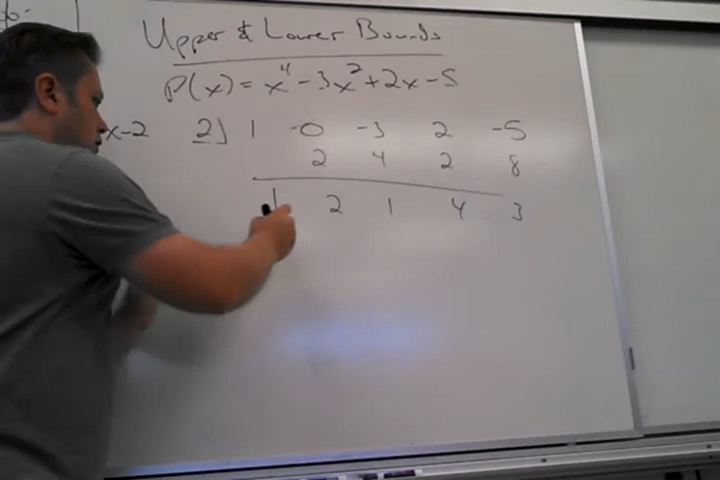 Upper & Lower Bounds
P(x) = x⁴ - 3x² + 2x - 5
x-2 2) 1 -0 -3 2 -5
2 4 2 8
1 2 1 4 3